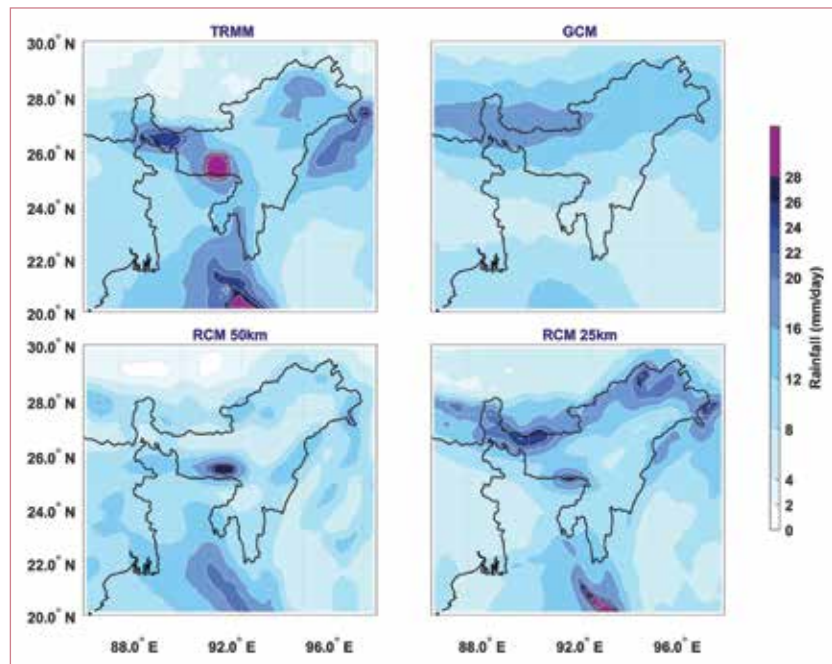 TRMM
GCM
30.0° N
28.0° N
26.0° N
24.0° N
22.0° N
20.0° N
RCM 50km
RCM 25km
30.0° N
28.0° N
26.0° N
24.0° N
22.0° N
20.0° N
88.0° E
92.0° E
96.0° E
88.0° E
92.0° E
96.0° E
28
26
24
20
16
12
8
4
2
0
Rainfall (mm/day)